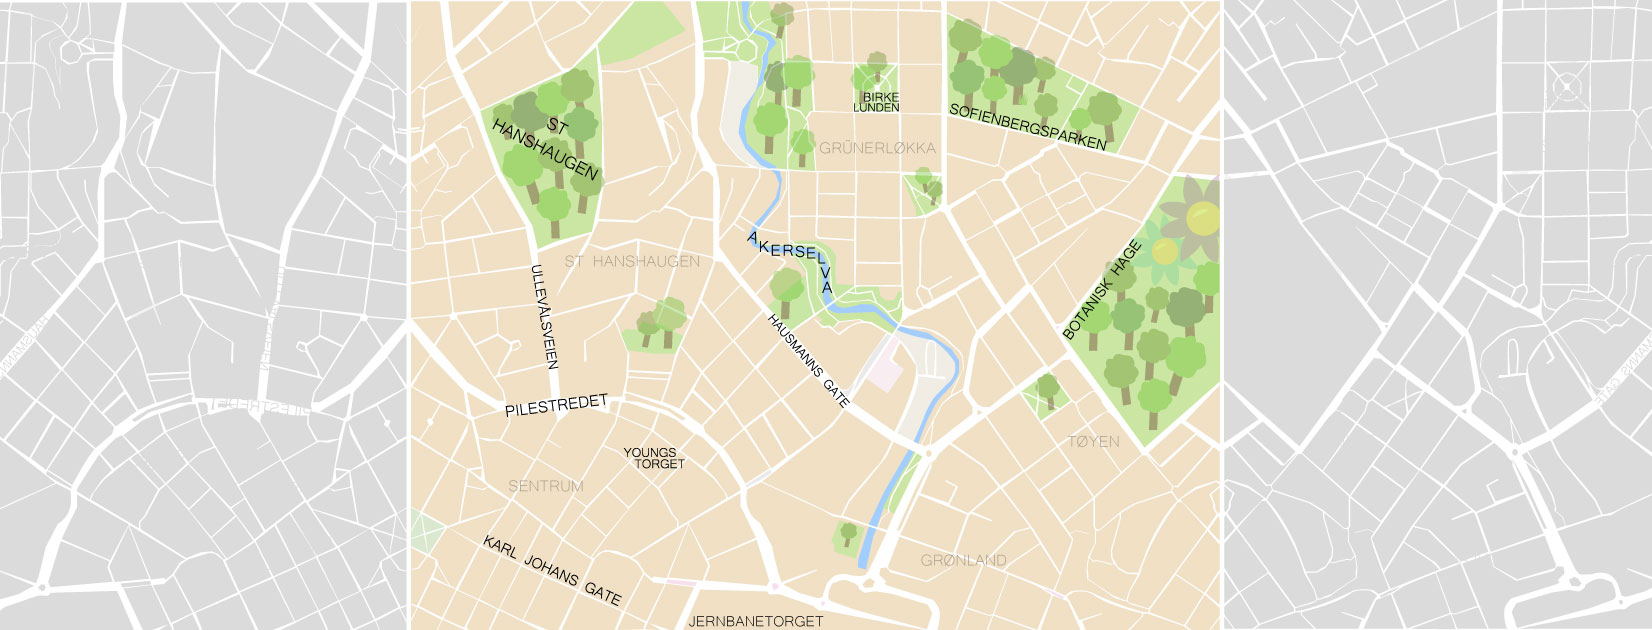 BIRKE
LUNDEN
SOFIENBERGSPARKEN
ST
HANSHAUGEN
GRÜNERLØKKA
AKERSELVA
ST HANSHAUGEN
BOTANISK HAGE
ULLEVÅLSVEIEN
HAUSMANNS GATE
PILESTREDET
TØYEN
YOUNGS
TORGET
SENTRUM
KARL JOHANS GATE
GRØNLAND
JERNBANETORGET